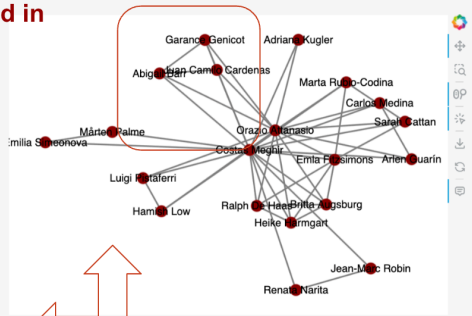 d in
Garance Genicot
Adriana Kugler
Juan Camilo Cardenas
Abigail Barr
Marta Rubio-Codina
Carlos Medina
Sarah Cattan
Orazio Attanasio
Mårten Palme
Emilia Simeonova
Costas Meghir
Emla Fitzsimons
Arlen Guarín
Luigi Pistaferri
Hamish Low
Ralph De Haas
Britta Augsburg
Heike Harmgart
Jean-Marc Robin
Renata Narita